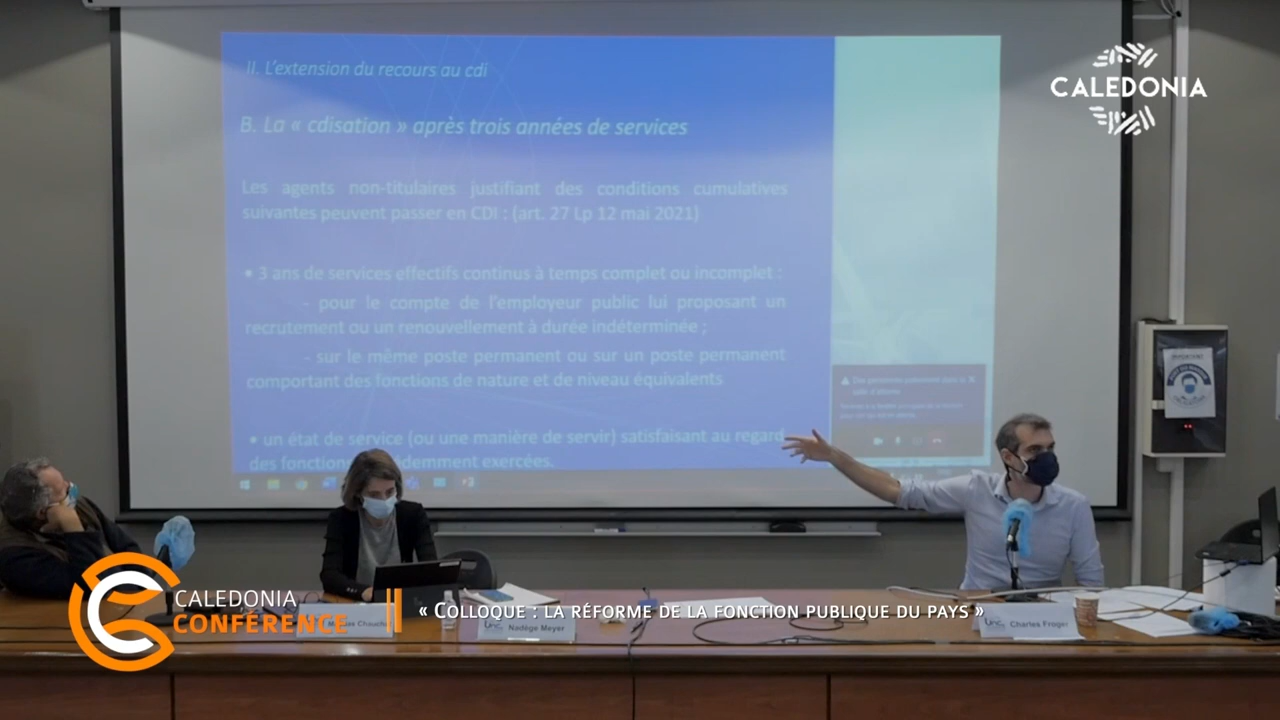 II. L'extension du recours au cdi
B. La « cdisation » après trois années de services
Les agents non-titulaires justifiant des conditions cumulatives
suivantes peuvent passer en CDI : (art. 27 Lp 12 mai 2021)
• 3 ans de services effectifs continus à temps complet ou incomplet :
- pour le compte de l'employeur public lui proposant un
recrutement ou un renouvellement à durée indéterminée ;
- sur le même poste permanent ou sur un poste permanent
comportant des fonctions de nature et de niveau équivalents
• un état de service (ou une manière de servir) satisfaisant au regard
des fonctions exercées.
CALEDONIA
CALEDONIA
CONFÉRENCE
« Colloque : la réforme de la fonction publique du pays »
Nadège Meyer
Charles Froger